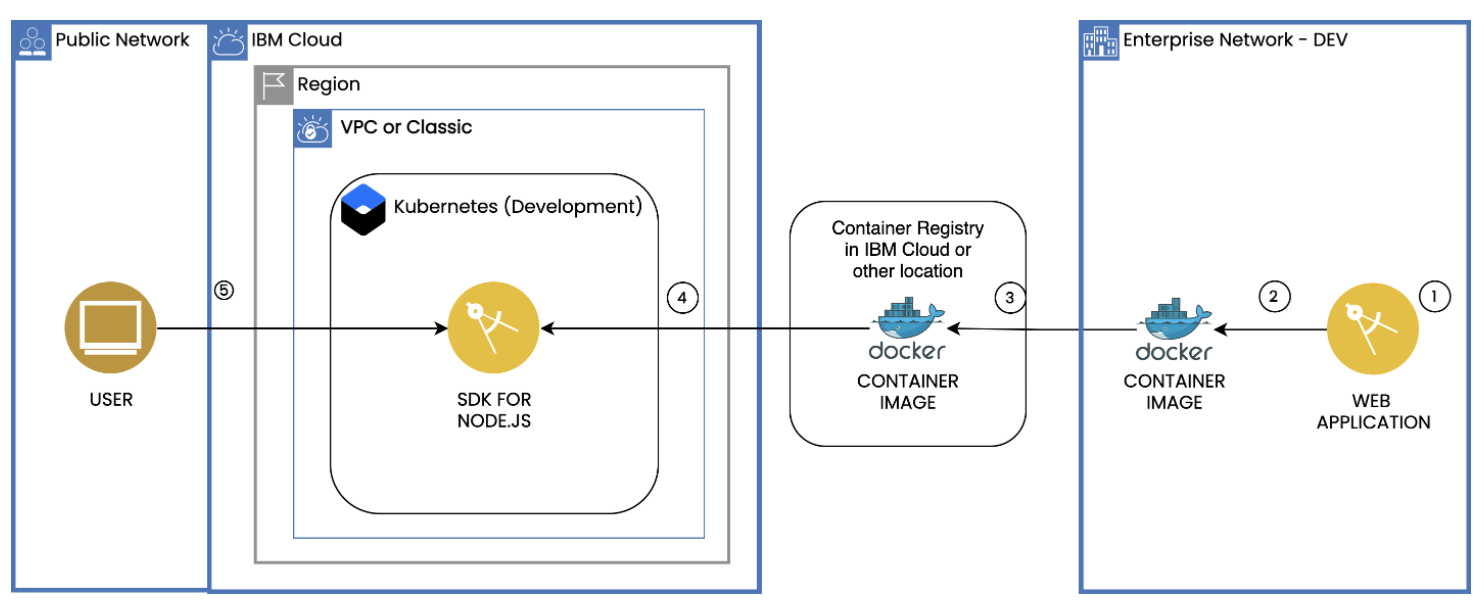 Public Network
IBM Cloud
Region
VPC or Classic
Kubernetes (Development)
USER
5
SDK FOR
NODE.JS
4
Container Registry
in IBM Cloud or
other location
3
docker
CONTAINER
IMAGE
Enterprise Network - DEV
2
1
docker
CONTAINER
IMAGE
WEB
APPLICATION